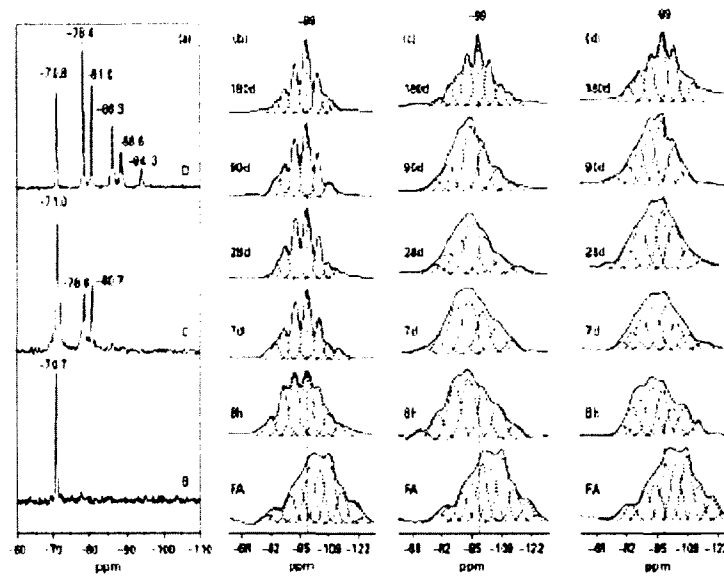 (a)
-78.4
-70.8
-81.0
-86.3
-88.6
-94.3
D
-71.0
-80.7
C
-70.7
B
-60 -70 -80 -90 -100 -110
ppm
-99
(b)
180d
90d
28d
7d
8h
FA
-82 -95 -108 -122
ppm
-99
(c)
180d
90d
28d
7d
8h
FA
-82 -95 -108 -122
ppm
-99
(d)
180d
90d
28d
7d
8h
FA
-82 -95 -108 -122
ppm